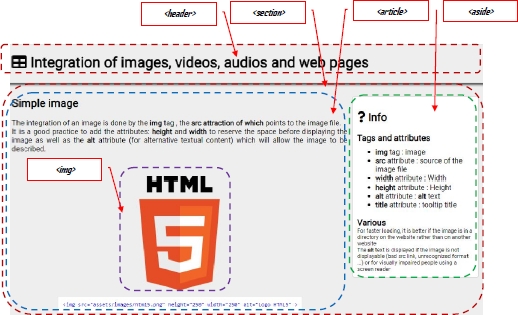 <header>
<section>
<article>
<aside>
Integration of images, videos, audios and web pages
Simple image
The integration of an image is done by the img tag, the src attraction of which points to the image file.
It is a good practice to add the attributes: height and width to reserve the space before displaying the
image as well as the alt attribute (for alternative textual content) which will allow the image to be
described.
<img>
HTML
5
<img src="assets/images/html5.png" height="250" width="250" alt="Logo HTML5" >
? Info
Tags and attributes
img tag : image
src attribute : source of the
image file
width attribute : Width
height attribute : Height
alt attribute : alt text
title attribute : tooltip title
Various
For faster loading, it is better if the image is in a
directory on the website rather than on another
website
The alt text is displayed if the image is not
displayable (bad src link, unrecognized format
...) or for visually impaired people using a
screen reader